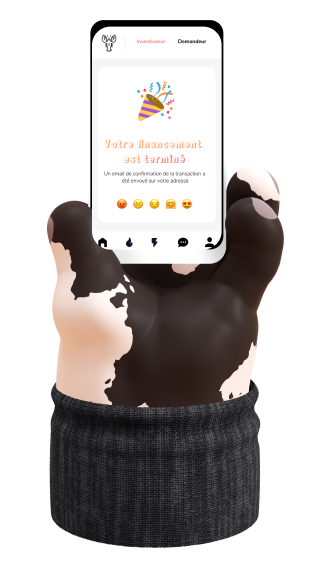 Investisseur Demandeur
Votre financement
est terminé
Un email de confirmation de la transaction a
été envoyé sur votre adresse